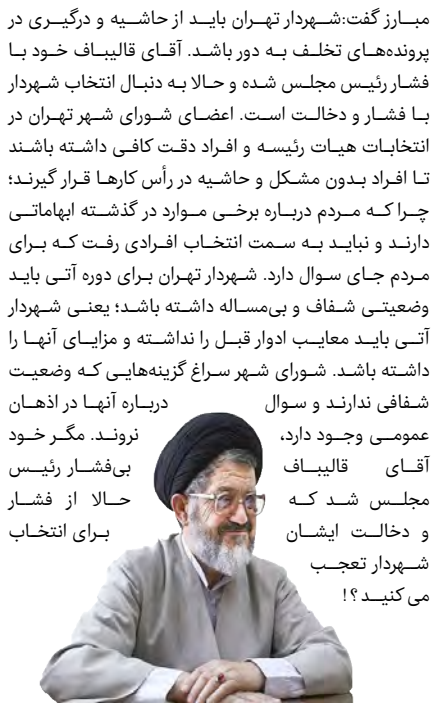 مبارز گفت:شهردار تهران باید از حاشیه و درگیری در
پرونده‌های تخلف به دور باشد. آقای قالیباف خود با
فشار رئیس مجلس شده و حالا به دنبال انتخاب شهردار
با فشار و دخالت است. اعضای شورای شهر تهران در
انتخابات هیات رئیسه و افراد دقت کافی داشته باشند
تا افراد بدون مشکل و حاشیه در رأس کارها قرار گیرند؛
چرا که مردم درباره برخی موارد در گذشته ابهاماتی
دارند و نباید به سمت انتخاب افرادی رفت که برای
مردم جای سوال دارد. شهردار تهران برای دوره آتی باید
وضعیتی شفاف و بی‌مساله داشته باشد؛ یعنی شهردار
آتی باید معایب ادوار قبل را نداشته و مزایای آنها را
داشته باشد. شورای شهر سراغ گزینه‌هایی که وضعیت
شفافی ندارند و سوال درباره آنها در اذهان
عمومی وجود دارد، نروند. مگر خود
آقای قالیباف بی‌فشار رئیس
مجلس شد که حالا از فشار
و دخالت ایشان برای انتخاب
شهردار تعجب
می کنید؟!